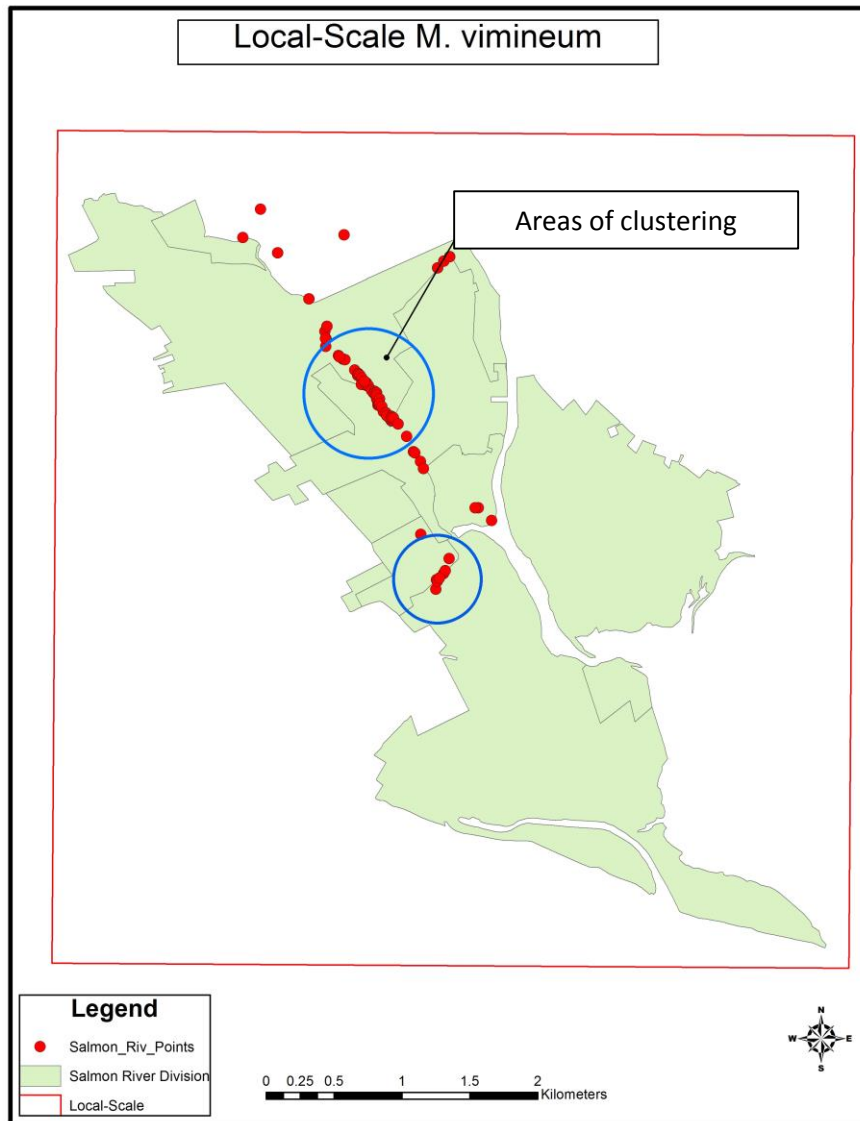 Local-Scale M. vimineum
Areas of clustering
Legend
Salmon_Riv_Points
Salmon River Division
Local-Scale
N
W E
S
0 0.25 0.5 1 1.5 2
Kilometers